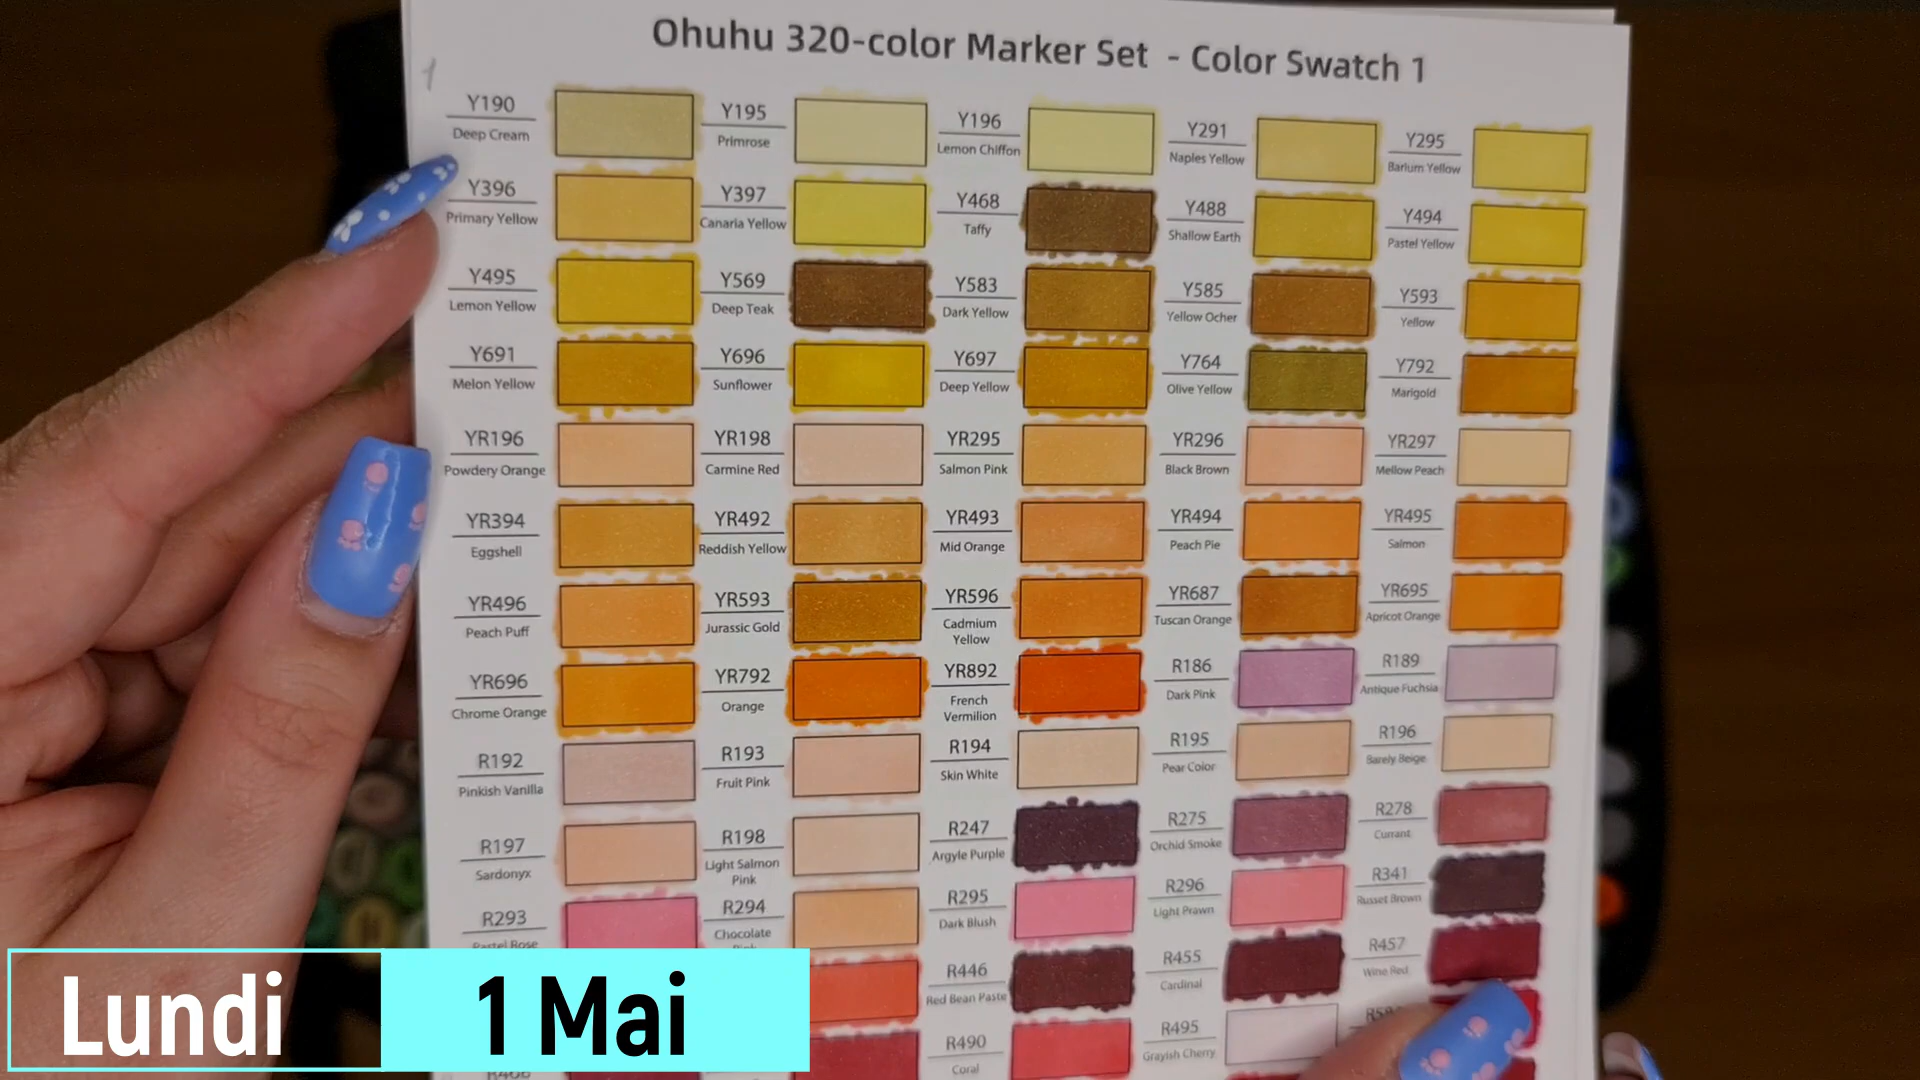 Ohuhu 320-color Marker Set - Color Swatch 1
1
Y190
Deep Cream
Y195
Primrose
Y196
Lemon Chiffon
Y291
Naples Yellow
Y295
Barium Yellow
Y396
Primary Yellow
Y397
Canaria Yellow
Y468
Taffy
Y488
Shallow Earth
Y494
Pastel Yellow
Y495
Lemon Yellow
Y569
Deep Teak
Y583
Dark Yellow
Y585
Yellow Ocher
Y593
Yellow
Y691
Melon Yellow
Y696
Sunflower
Y697
Deep Yellow
Y764
Olive Yellow
Y792
Marigold
YR196
Powdery Orange
YR198
Carmine Red
YR295
Salmon Pink
YR296
Black Brown
YR297
Mellow Peach
YR394
Eggshell
YR492
Reddish Yellow
YR493
Mid Orange
YR494
Peach Pie
YR495
Salmon
YR496
Peach Puff
YR593
Jurassic Gold
YR596
Cadmium
Yellow
YR687
Tuscan Orange
YR695
Apricot Orange
YR696
Chrome Orange
YR792
Orange
YR892
French
Vermilion
R186
Dark Pink
R189
Antique Fuchsia
R192
Pinkish Vanilla
R193
Fruit Pink
R194
Skin White
R195
Pear Color
R196
Barely Beige
R197
Sardonyx
R198
Light Salmon
Pink
R247
Argyle Purple
R275
Orchid Smoke
R278
Currant
R293
Pastel Rose
R294
Chocolate
R295
Dark Blush
R296
Light Prawn
R341
Russet Brown
R446
Red Bean Paste
R455
Cardinal
R457
Wine Red
R490
Coral
R495
Grayish Cherry
Lundi
1 Mai